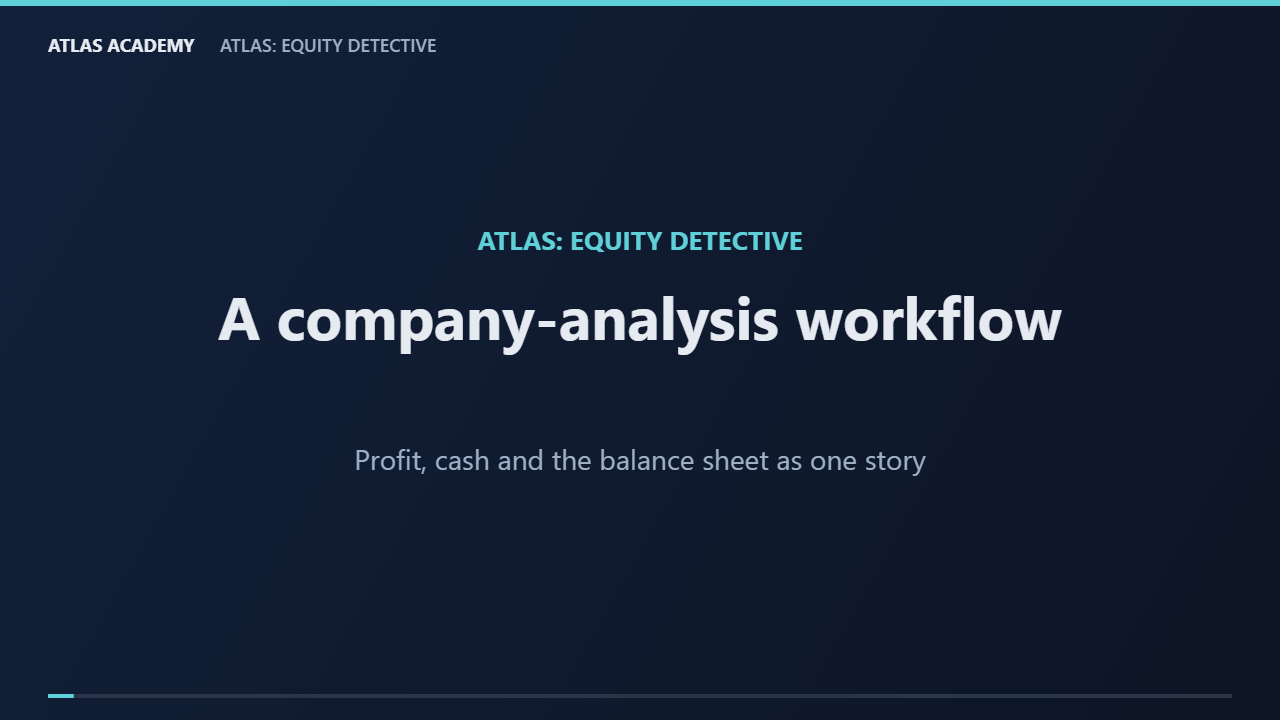 ATLAS ACADEMY ATLAS: EQUITY DETECTIVE
ATLAS: EQUITY DETECTIVE
A company-analysis workflow
Profit, cash and the balance sheet as one story